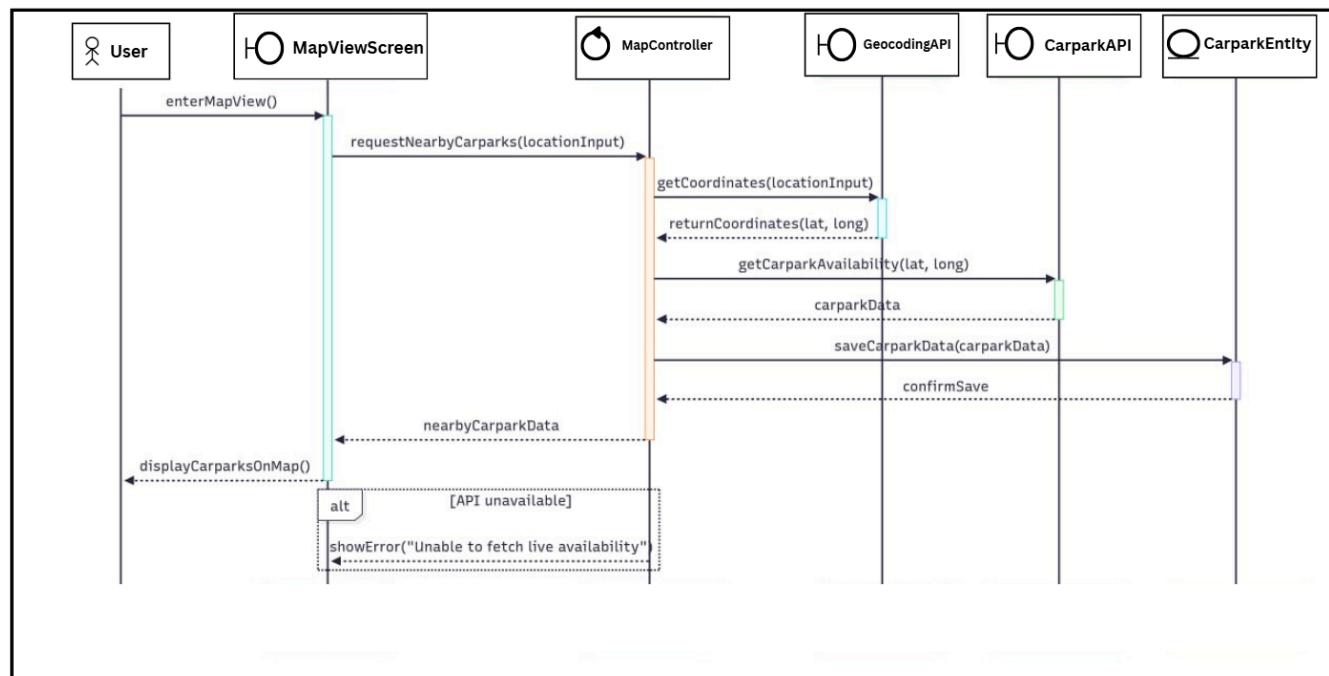 User
MapViewScreen
MapController
GeocodingAPI
CarparkAPI
CarparkEntity
enterMapView()
requestNearbyCarparks(locationInput)
getCoordinates(locationInput)
returnCoordinates(lat, long)
getCarparkAvailability(lat, long)
carparkData
saveCarparkData(carparkData)
confirmSave
nearbyCarparkData
displayCarparksOnMap()
alt
[API unavailable]
showError("Unable to fetch live availability")